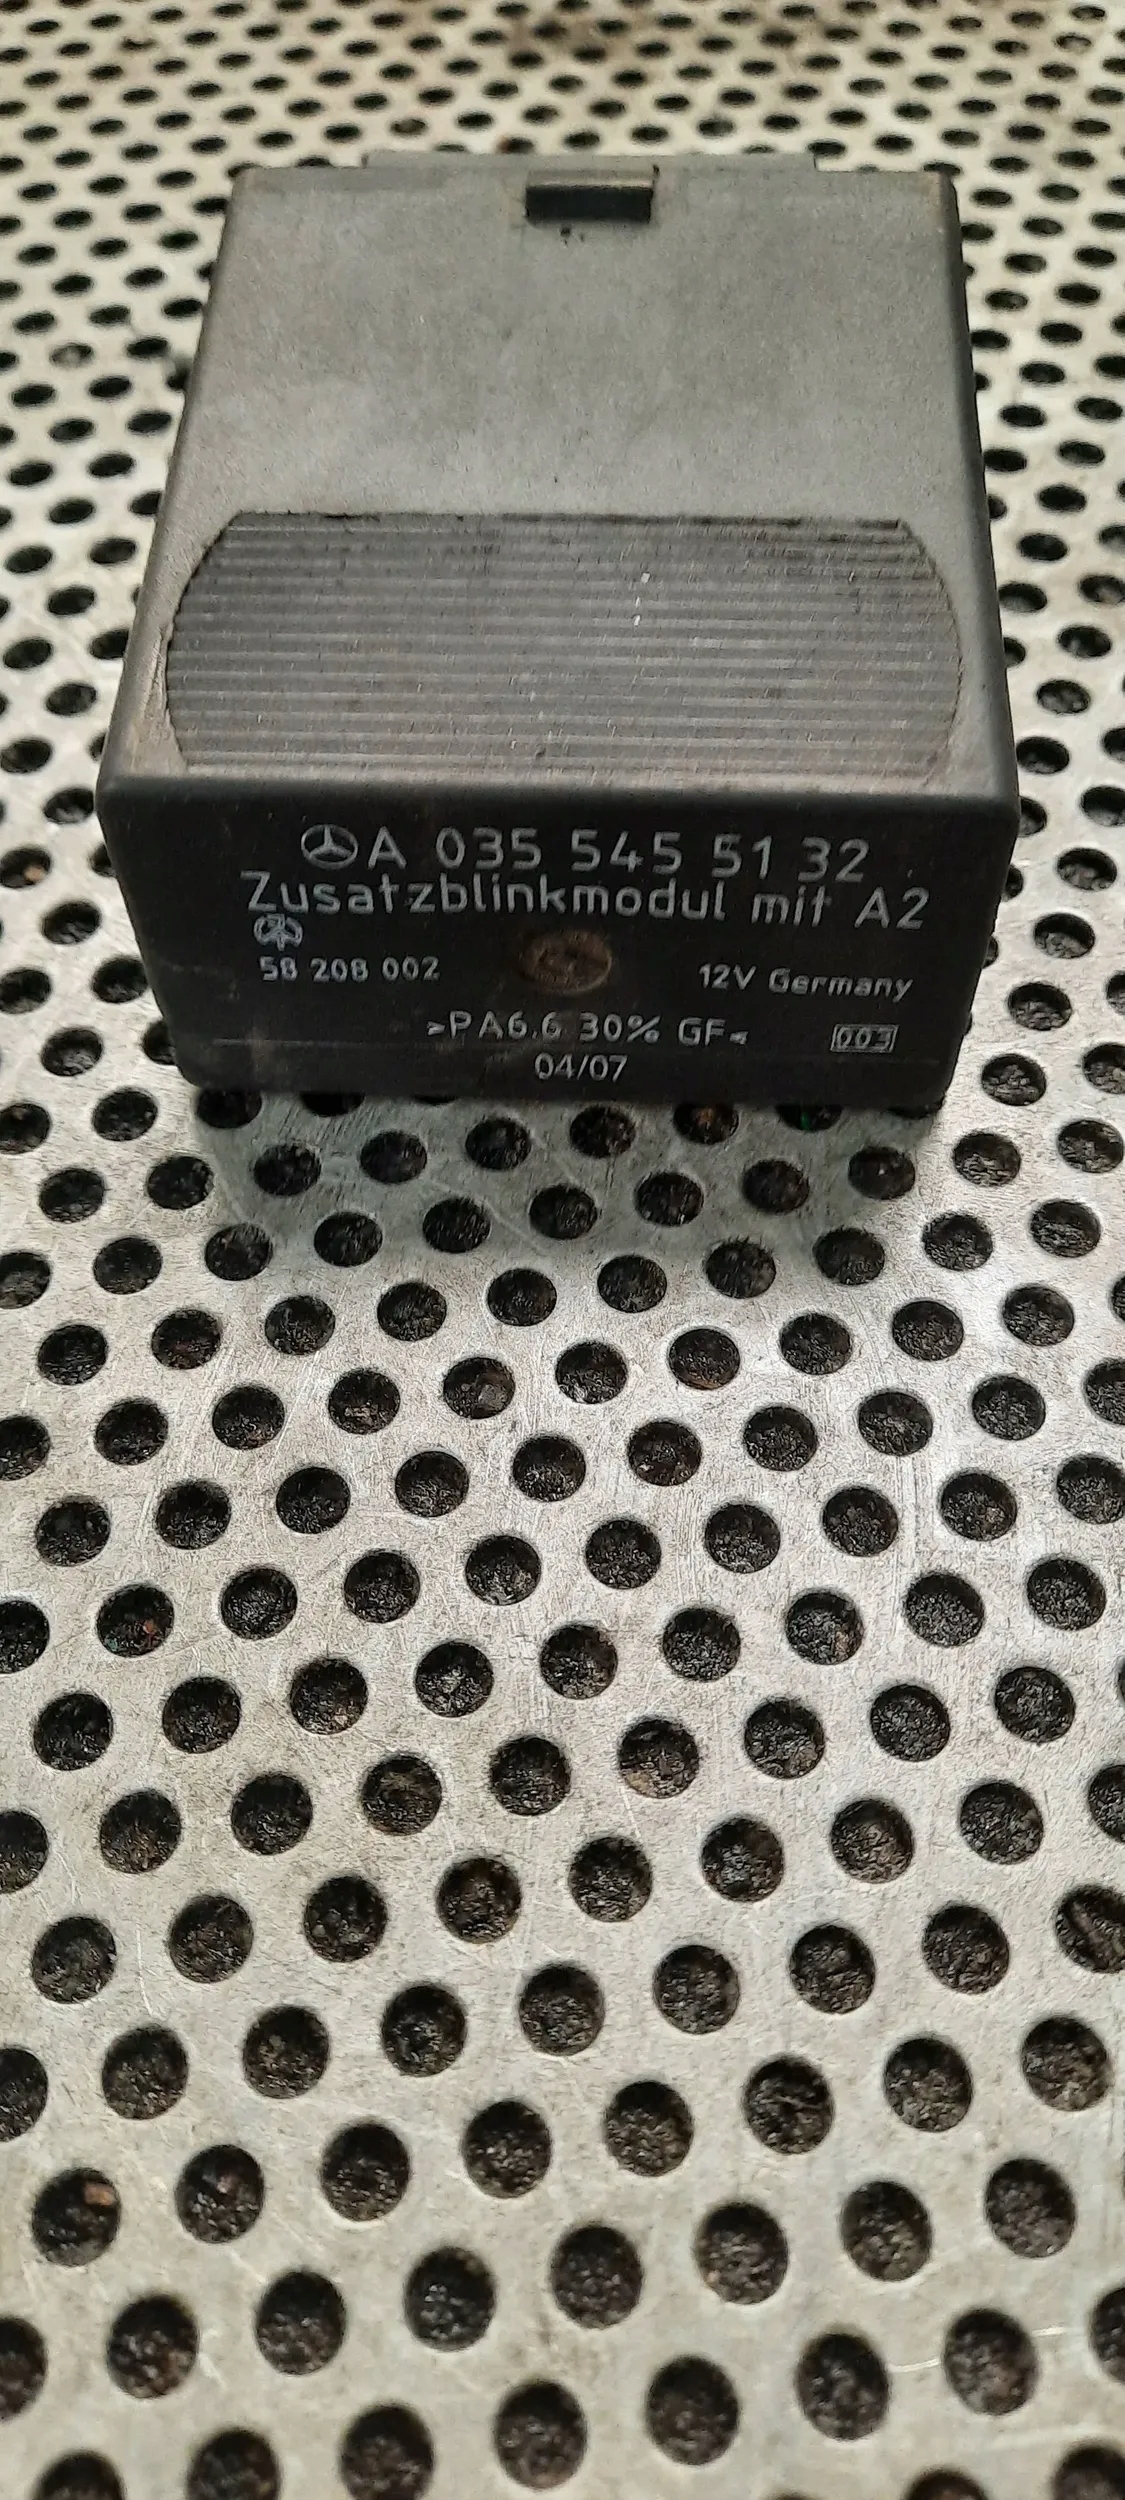 A 035 545 51 32
Zusatzblinkmodul mit A2
58 208 002 12V Germany
>PA6.6 30% GF<
003
04/07